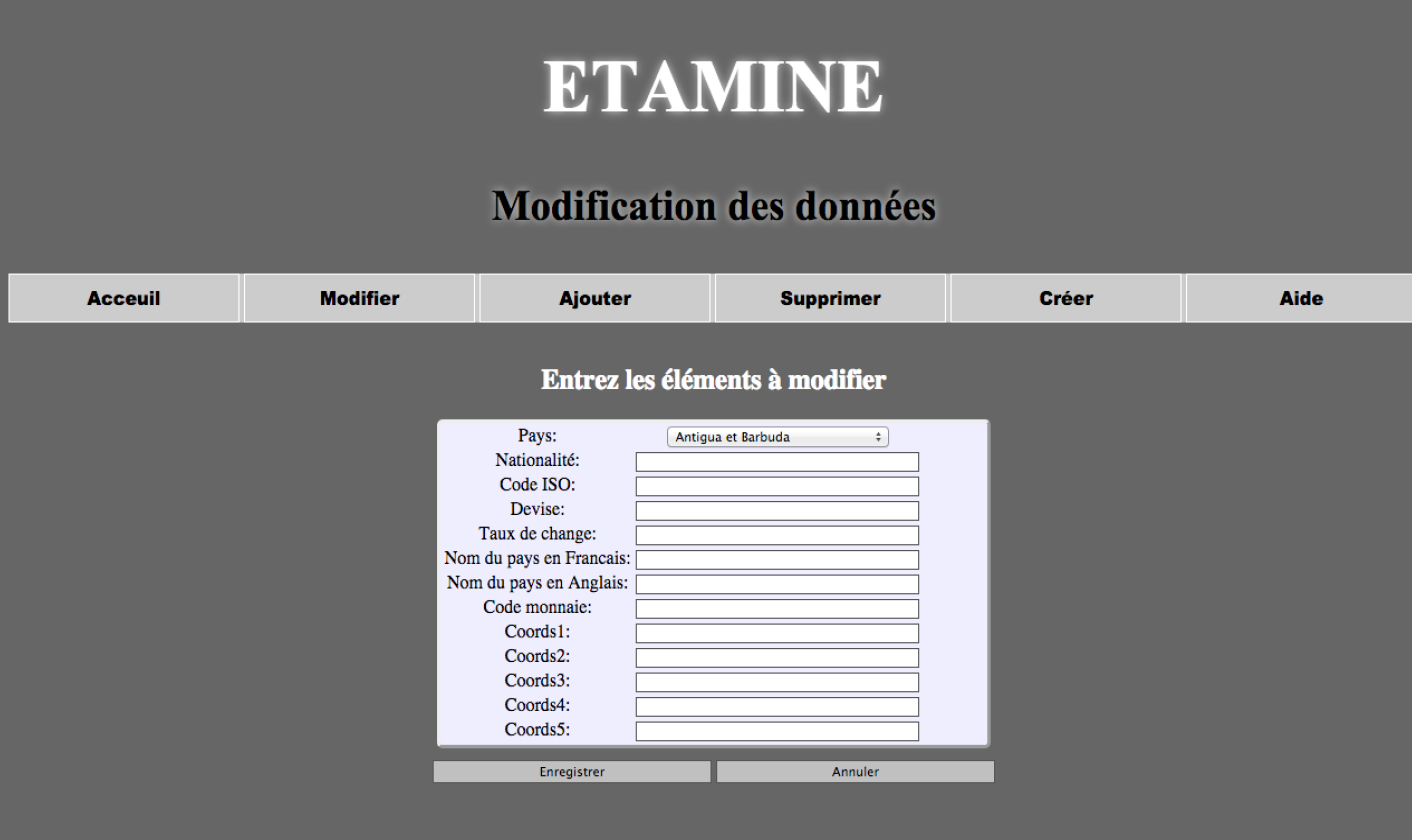 ETAMINE
Modification des données
Acceuil Modifier Ajouter Supprimer Créer Aide
Entrez les éléments à modifier
Pays: Antigua et Barbuda
Nationalité:
Code ISO:
Devise:
Taux de change:
Nom du pays en Francais:
Nom du pays en Anglais:
Code monnaie:
Coords1:
Coords2:
Coords3:
Coords4:
Coords5:
Enregistrer Annuler